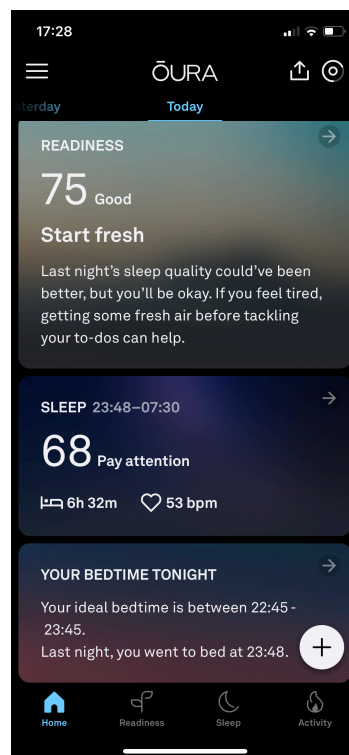 17:28
ŌURA
sterday Today
READINESS
75 Good
Start fresh
Last night's sleep quality could've been
better, but you'll be okay. If you feel tired,
getting some fresh air before tackling
your to-dos can help.
SLEEP 23:48–07:30
68 Pay attention
6h 32m 53 bpm
YOUR BEDTIME TONIGHT
Your ideal bedtime is between 22:45 -
23:45.
Last night, you went to bed at 23:48.
Home Readiness Sleep Activity